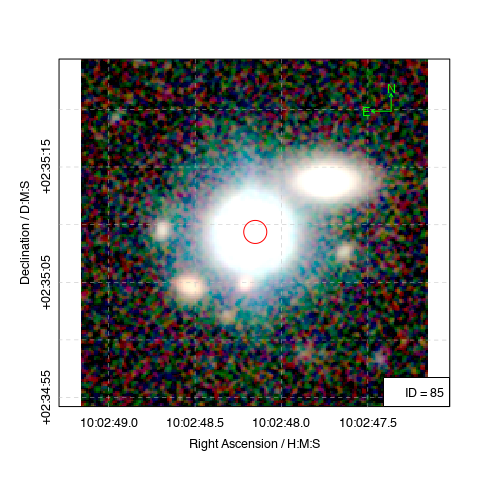 N
E
+02:35:15
+02:35:05
+02:34:55
Declination / D:M:S
ID = 85
10:02:49.0 10:02:48.5 10:02:48.0 10:02:47.5
Right Ascension / H:M:S